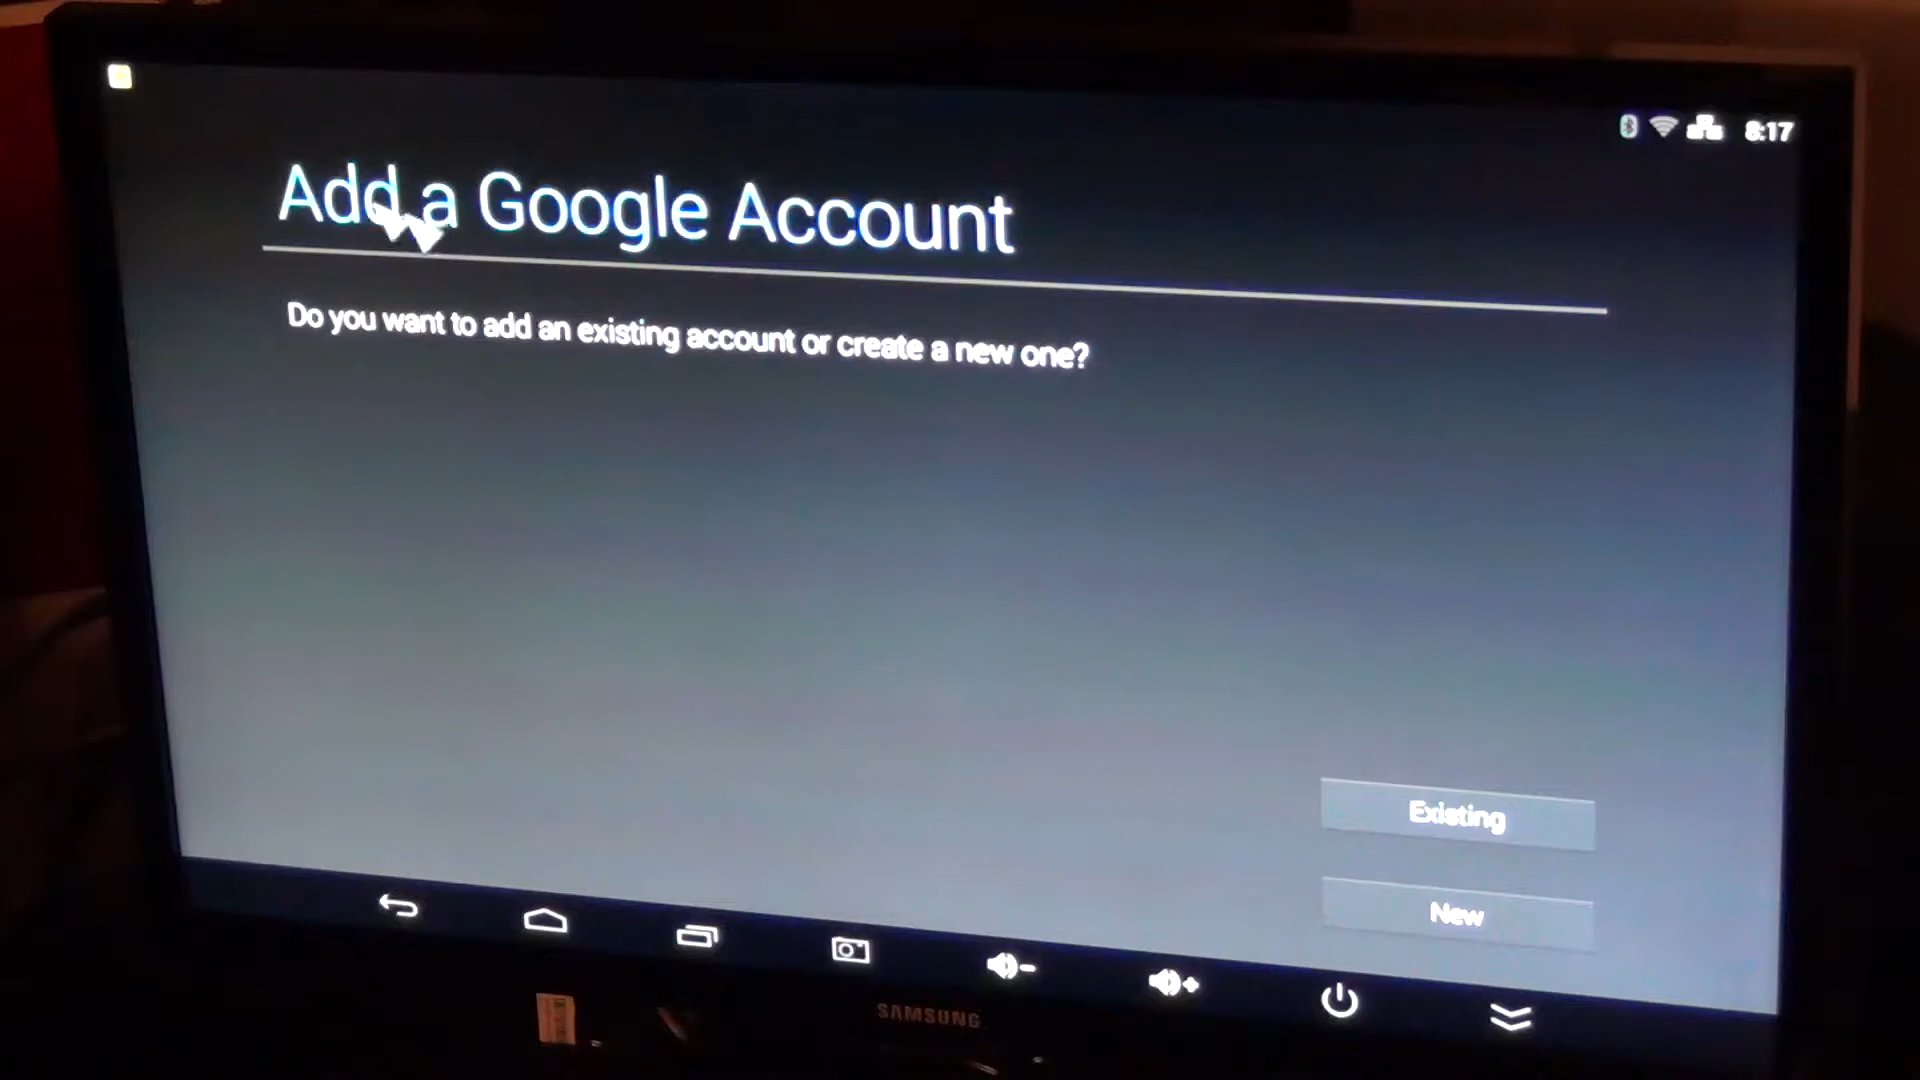 8:17
Add a Google Account
Do you want to add an existing account or create a new one?
Existing
New
SAMSUNG